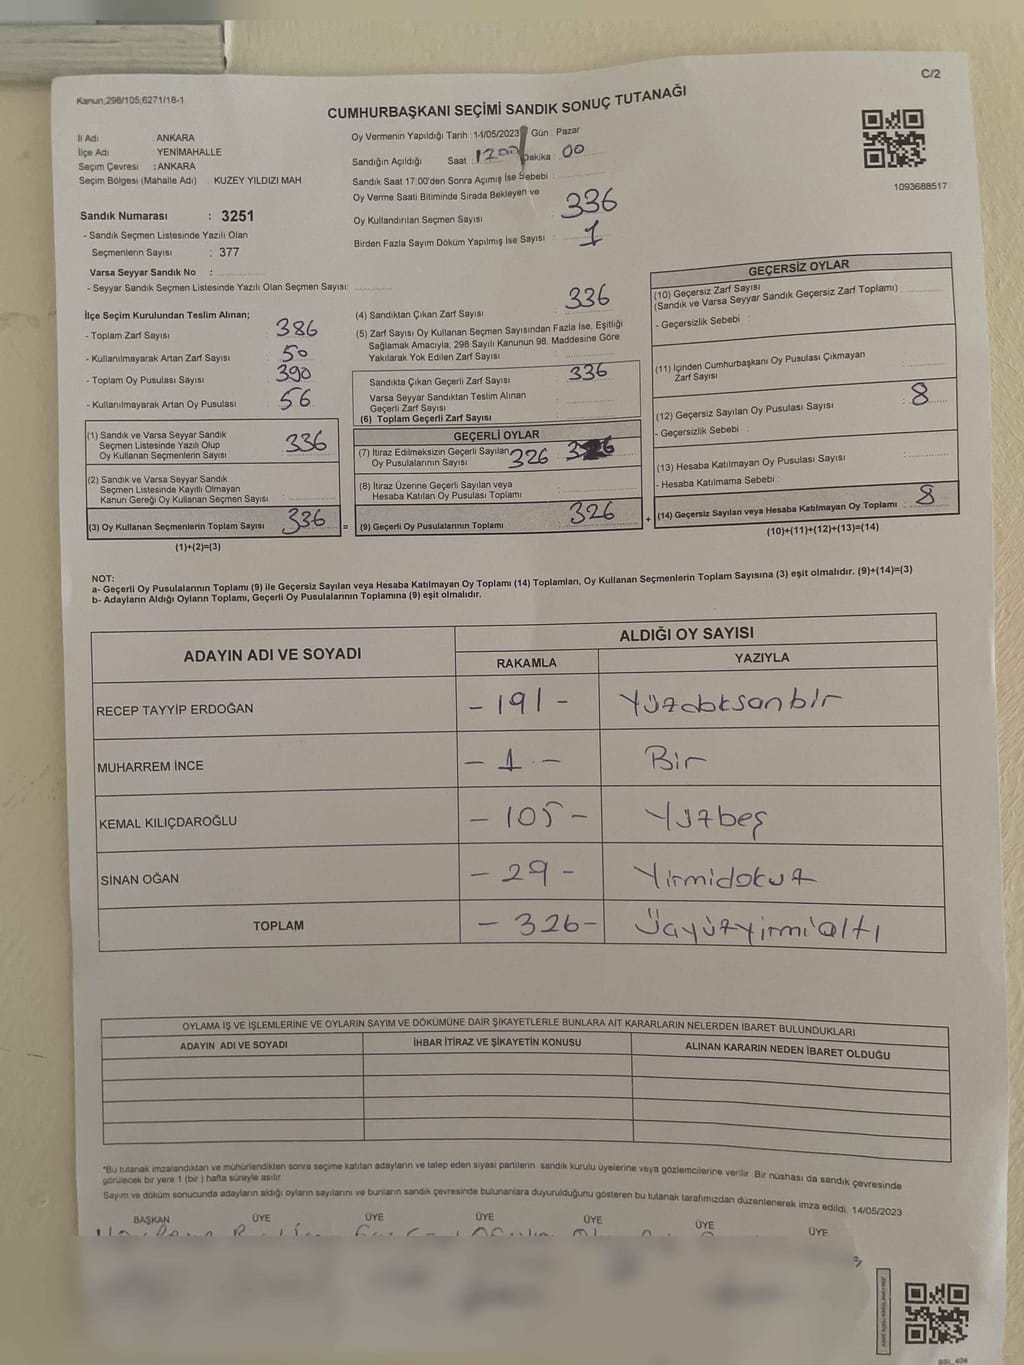 C/2
Kanun;298/105;6271/18-1
CUMHURBAŞKANI SEÇİMİ SANDIK SONUÇ TUTANAĞI
1093688517
İl Adı : ANKARA
İlçe Adı : YENİMAHALLE
Seçim Çevresi : ANKARA
Seçim Bölgesi (Mahalle Adı) KUZEY YILDIZI MAH.
Sandık Numarası : 3251
- Sandık Seçmen Listesinde Yazılı Olan
Seçmenlerin Sayısı : 377
Varsa Seyyar Sandık No :
- Seyyar Sandık Seçmen Listesinde Yazılı Olan Seçmen Sayısı:
Oy Vermenin Yapıldığı Tarih : 14/05/2023 Gün : Pazar
Sandığın Açıldığı Saat Dakika : 00
Sandık Saat 17:00'den Sonra Açımış İse Sebebi :
Oy Verme Saati Bitiminde Sırada Bekleyen ve
Oy Kullandırılan Seçmen Sayısı : 336
Birden Fazla Sayım Döküm Yapılmış İse Sayısı : 1
İlçe Seçim Kurulundan Teslim Alınan;
- Toplam Zarf Sayısı : 386
- Kullanılmayarak Artan Zarf Sayısı : 50
- Toplam Oy Pusulası Sayısı : 390
- Kullanılmayarak Artan Oy Pusulası : 56
(1) Sandık ve Varsa Seyyar Sandık
Seçmen Listesinde Yazılı Olup
Oy Kullanan Seçmenlerin Sayısı : 336
(2) Sandık ve Varsa Seyyar Sandık
Seçmen Listesinde Kayıtlı Olmayan
Kanun Gereği Oy Kullanan Seçmen Sayısı :
(3) Oy Kullanan Seçmenlerin Toplam Sayısı : 336 =
(1)+(2)=(3)
(4) Sandıktan Çıkan Zarf Sayısı : 336
(5) Zarf Sayısı Oy Kullanan Seçmen Sayısından Fazla İse, Eşitliği
Sağlamak Amacıyla; 298 Sayılı Kanunun 98. Maddesine Göre
Yakılarak Yok Edilen Zarf Sayısı :
Sandıkta Çıkan Geçerli Zarf Sayısı : 336
Varsa Seyyar Sandıktan Teslim Alınan
Geçerli Zarf Sayısı :
(6) Toplam Geçerli Zarf Sayısı :
GEÇERLİ OYLAR
(7) İtiraz Edilmeksizin Geçerli Sayılan
Oy Pusulalarının Sayısı 326
(8) İtiraz Üzerine Geçerli Sayılan veya
Hesaba Katılan Oy Pusulası Toplamı :
(9) Geçerli Oy Pusulalarının Toplamı : 326 +
GEÇERSİZ OYLAR
(10) Geçersiz Zarf Sayısı
(Sandık ve Varsa Seyyar Sandık Geçersiz Zarf Toplamı) :
- Geçersizlik Sebebi :
(11) İçinden Cumhurbaşkanı Oy Pusulası Çıkmayan
Zarf Sayısı :
(12) Geçersiz Sayılan Oy Pusulası Sayısı : 8
- Geçersizlik Sebebi :
(13) Hesaba Katılmayan Oy Pusulası Sayısı :
- Hesaba Katılmama Sebebi :
(14) Geçersiz Sayılan veya Hesaba Katılmayan Oy Toplamı : 8
(10)+(11)+(12)+(13)=(14)
NOT:
a- Geçerli Oy Pusulalarının Toplamı (9) ile Geçersiz Sayılan veya Hesaba Katılmayan Oy Toplamı (14) Toplamları, Oy Kullanan Seçmenlerin Toplam Sayısına (3) eşit olmalıdır. (9)+(14)=(3)
b- Adayların Aldığı Oyların Toplamı, Geçerli Oy Pusulalarının Toplamına (9) eşit olmalıdır.
ADAYIN ADI VE SOYADI ALDIĞI OY SAYISI
RAKAMLA YAZIYLA
RECEP TAYYİP ERDOĞAN - 191 - Yüzdoksanbir
MUHARREM İNCE - 1 - Bir
KEMAL KILIÇDAROĞLU - 105 - Yüzbeş
SİNAN OĞAN - 29 - Yirmidokuz
TOPLAM - 326 - Üçyüzyirmialtı
OYLAMA İŞ VE İŞLEMLERİNE VE OYLARIN SAYIM VE DÖKÜMÜNE DAİR ŞİKAYETLERLE BUNLARA AİT KARARLARIN NELERDEN İBARET BULUNDUKLARI
ADAYIN ADI VE SOYADI İHBAR İTİRAZ VE ŞİKAYETİN KONUSU ALINAN KARARIN NEDEN İBARET OLDUĞU
*Bu tutanak imzalandıktan ve mühürlendikten sonra seçime katılan adayların ve talep eden siyasi partilerin sandık kurulu üyelerine veya gözlemcilerine verilir. Bir nüshası da sandık çevresinde
görülecek bir yere 1 (bir) hafta süreyle asılır.
Sayım ve döküm sonucunda adayların aldığı oyların sayılarını ve bunların sandık çevresinde bulunanlara duyurulduğunu gösteren bu tutanak tarafımızdan düzenlenerek imza edildi. 14/05/2023
BAŞKAN ÜYE ÜYE ÜYE ÜYE ÜYE ÜYE